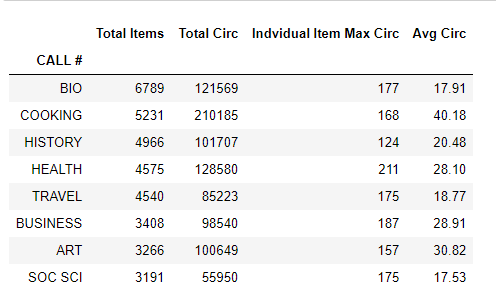 Total Items Total Circ Indvidual Item Max Circ Avg Circ
CALL #
BIO 6789 121569 177 17.91
COOKING 5231 210185 168 40.18
HISTORY 4966 101707 124 20.48
HEALTH 4575 128580 211 28.10
TRAVEL 4540 85223 175 18.77
BUSINESS 3408 98540 187 28.91
ART 3266 100649 157 30.82
SOC SCI 3191 55950 175 17.53